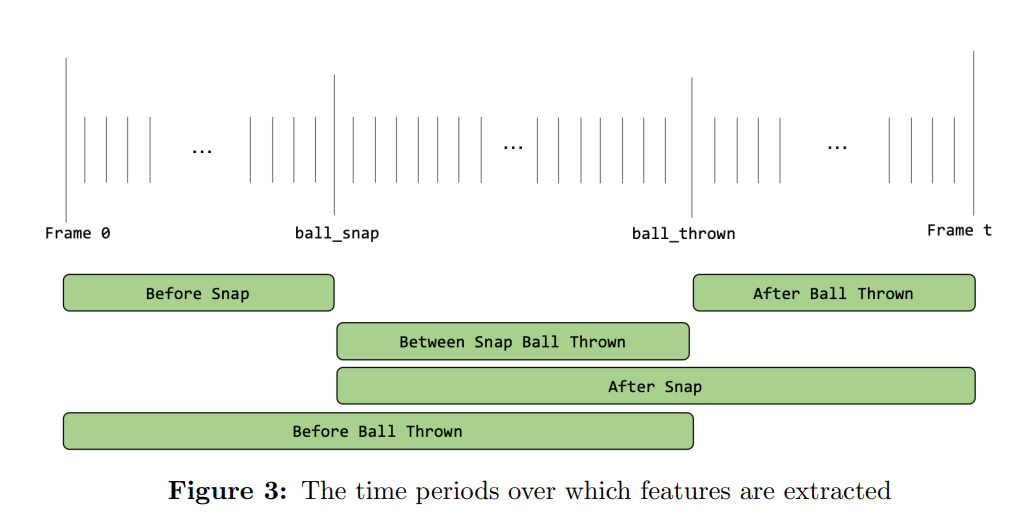 ... ... ...
Frame 0 ball_snap ball_thrown Frame t
Before Snap After Ball Thrown
Between Snap Ball Thrown
After Snap
Before Ball Thrown
Figure 3: The time periods over which features are extracted